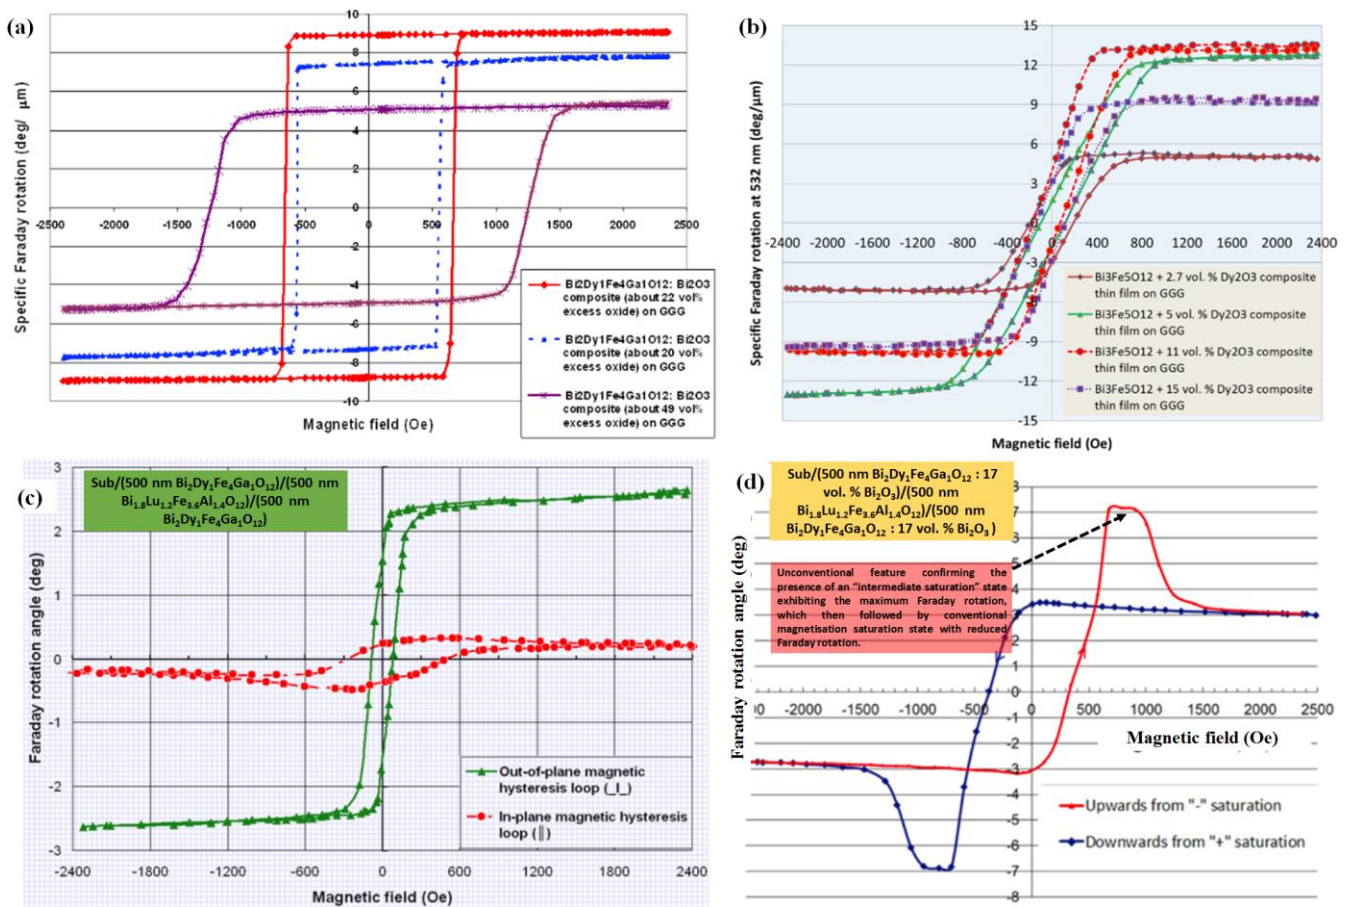 (a)
Specific Faraday rotation (deg/ μm)
10
8
6
4
2
0
-2
-4
-6
-8
-10
-2500 -2000 -1500 -1000 -500 0 500 1000 1500 2000 2500
Magnetic field (Oe)
Bi2Dy1Fe4Ga1O12: Bi2O3
composite (about 22 vol%
excess oxide) on GGG
Bi2Dy1Fe4Ga1O12: Bi2O3
composite (about 20 vol%
excess oxide) on GGG
Bi2Dy1Fe4Ga1O12: Bi2O3
composite (about 49 vol%
excess oxide) on GGG
(b)
Specific Faraday rotation at 532 nm (deg/μm)
15
12
9
6
3
0
-3
-6
-9
-12
-15
-2400 -2000 -1600 -1200 -800 -400 0 400 800 1200 1600 2000 2400
Magnetic field (Oe)
Bi3Fe5O12 + 2.7 vol. % Dy2O3 composite
thin film on GGG
Bi3Fe5O12 + 5 vol. % Dy2O3 composite
thin film on GGG
Bi3Fe5O12 + 11 vol. % Dy2O3 composite
thin film on GGG
Bi3Fe5O12 + 15 vol. % Dy2O3 composite
thin film on GGG
(c)
Sub/(500 nm Bi₂Dy₁Fe₄Ga₁O₁₂)/(500 nm
Bi₁.₈Lu₁.₂Fe₃.₆Al₁.₄O₁₂)/(500 nm
Bi₂Dy₁Fe₄Ga₁O₁₂)
Faraday rotation angle (deg)
3
2
1
0
-1
-2
-3
-2400 -1800 -1200 -600 0 600 1200 1800 2400
Magnetic field (Oe)
Out-of-plane magnetic
hysteresis loop (_I_)
In-plane magnetic hysteresis
loop (‖)
(d)
Sub/(500 nm Bi₂Dy₁Fe₄Ga₁O₁₂ : 17
vol. % Bi₂O₃)/(500 nm
Bi₁.₈Lu₁.₂Fe₃.₆Al₁.₄O₁₂)/(500 nm
Bi₂Dy₁Fe₄Ga₁O₁₂ : 17 vol. % Bi₂O₃ )
Unconventional feature confirming the
presence of an "intermediate saturation" state
exhibiting the maximum Faraday rotation,
which then followed by conventional
magnetisation saturation state with reduced
Faraday rotation.
Faraday rotation angle (deg)
1
0
-1
-2
-3
-4
-5
-6
-7
-8
-2000 -1500 -1000 -500 0 500 1000 1500 2000 2500
Magnetic field (Oe)
Upwards from "-" saturation
Downwards from "+" saturation